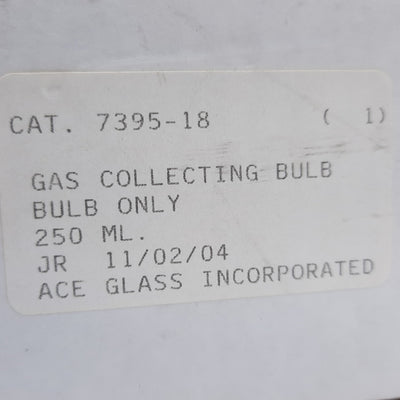 CAT. 7395-18 ( 1)
GAS COLLECTING BULB
BULB ONLY
250 ML.
JR 11/02/04
ACE GLASS INCORPORATED